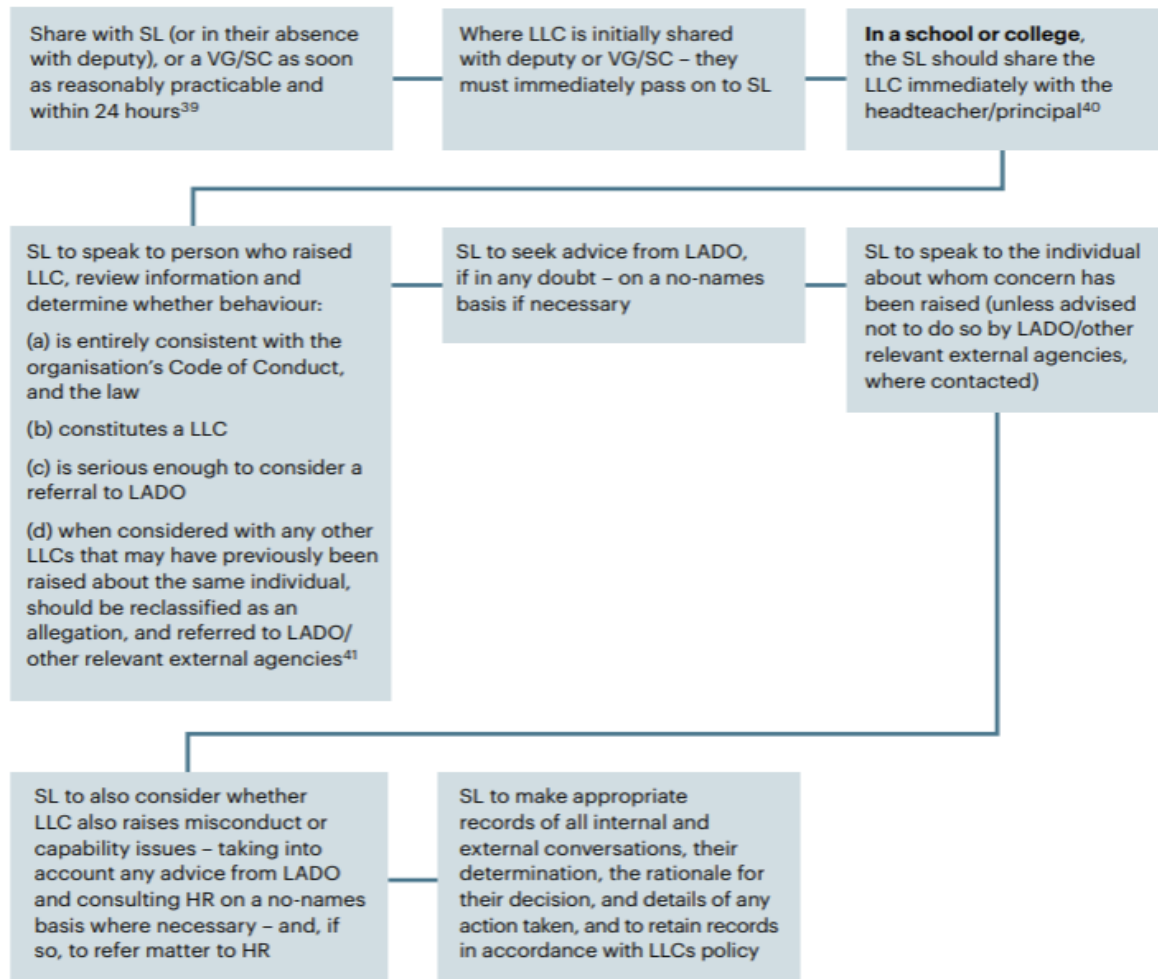 Share with SL (or in their absence
with deputy), or a VG/SC as soon
as reasonably practicable and
within 24 hours³⁹
Where LLC is initially shared
with deputy or VG/SC – they
must immediately pass on to SL
In a school or college,
the SL should share the
LLC immediately with the
headteacher/principal⁴⁰
SL to speak to person who raised
LLC, review information and
determine whether behaviour:
(a) is entirely consistent with the
organisation’s Code of Conduct,
and the law
(b) constitutes a LLC
(c) is serious enough to consider a
referral to LADO
(d) when considered with any other
LLCs that may have previously been
raised about the same individual,
should be reclassified as an
allegation, and referred to LADO/
other relevant external agencies⁴¹
SL to seek advice from LADO,
if in any doubt – on a no-names
basis if necessary
SL to speak to the individual
about whom concern has
been raised (unless advised
not to do so by LADO/other
relevant external agencies,
where contacted)
SL to also consider whether
LLC also raises misconduct or
capability issues – taking into
account any advice from LADO
and consulting HR on a no-names
basis where necessary – and, if
so, to refer matter to HR
SL to make appropriate
records of all internal and
external conversations, their
determination, the rationale for
their decision, and details of any
action taken, and to retain records
in accordance with LLCs policy